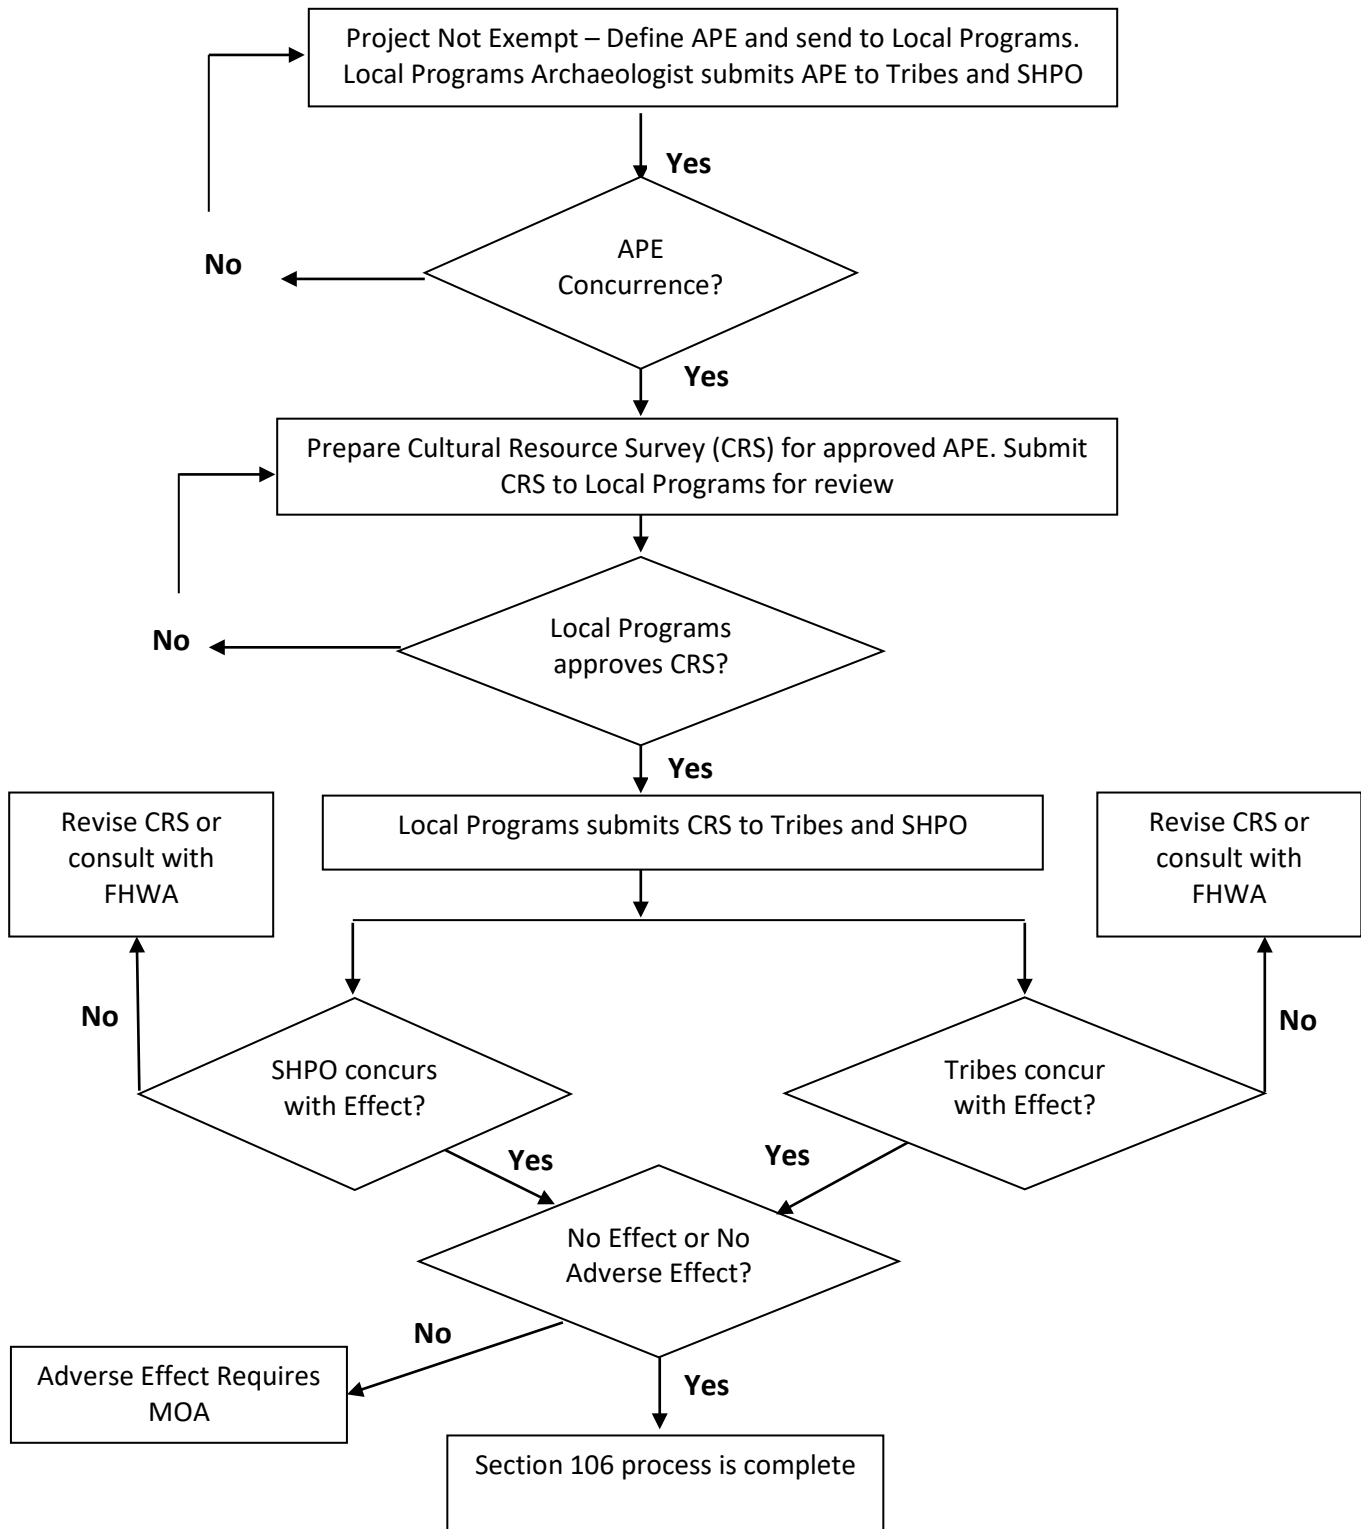 Project Not Exempt – Define APE and send to Local Programs.
Local Programs Archaeologist submits APE to Tribes and SHPO
Yes
APE
Concurrence?
No
Yes
Prepare Cultural Resource Survey (CRS) for approved APE. Submit
CRS to Local Programs for review
Local Programs
approves CRS?
No
Yes
Revise CRS or
consult with
FHWA
Local Programs submits CRS to Tribes and SHPO
Revise CRS or
consult with
FHWA
No
SHPO concurs
with Effect?
Tribes concur
with Effect?
No
Yes
Yes
No Effect or No
Adverse Effect?
No
Adverse Effect Requires
MOA
Yes
Section 106 process is complete